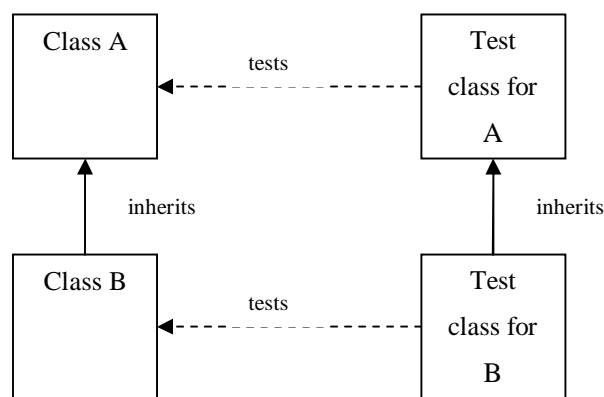 Class A
tests
Test
class for
A
inherits
inherits
Class B
tests
Test
class for
B